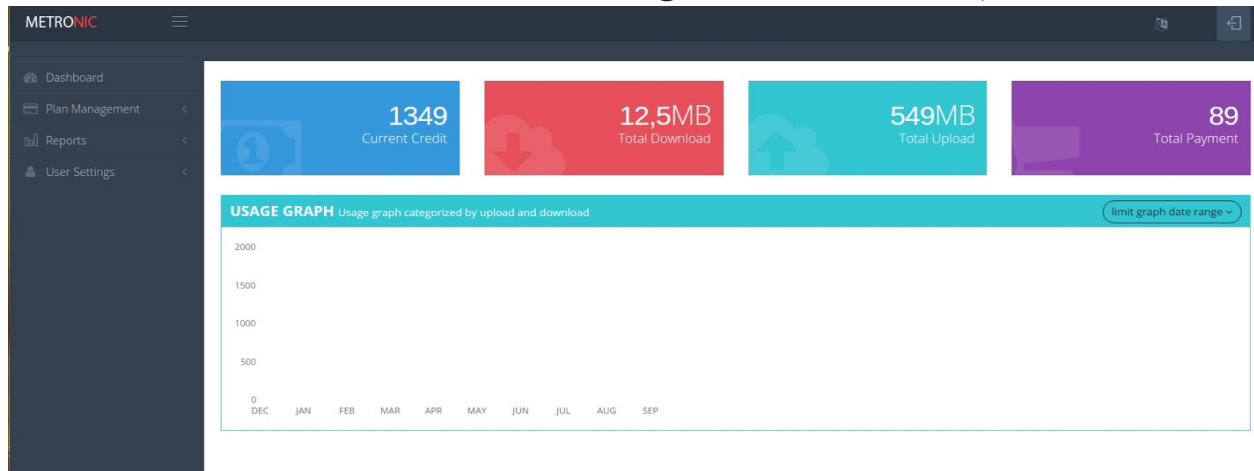 METRONIC
Dashboard
Plan Management
Reports
User Settings
1349
Current Credit
12,5MB
Total Download
549MB
Total Upload
89
Total Payment
USAGE GRAPH Usage graph categorized by upload and download
limit graph date range
2000
1500
1000
500
0
DEC JAN FEB MAR APR MAY JUN JUL AUG SEP